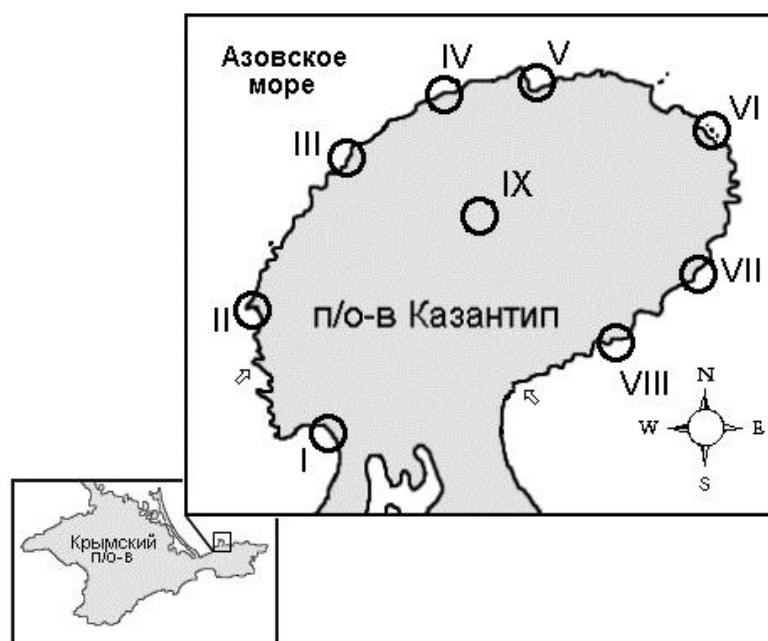 Азовское
море
IV
V
VI
III
IX
VII
II
п/о-в Казантип
VIII
I
N
W
E
S
Крымский
п/о-в